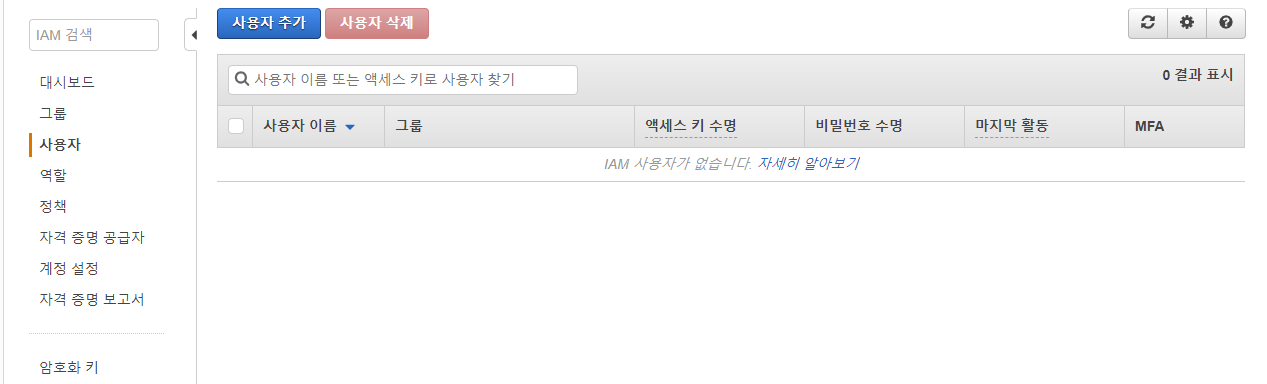 IAM 검색
대시보드
그룹
사용자
역할
정책
자격 증명 공급자
계정 설정
자격 증명 보고서
암호화 키
사용자 추가 사용자 삭제
사용자 이름 또는 액세스 키로 사용자 찾기 0 결과 표시
사용자 이름 그룹 액세스 키 수명 비밀번호 수명 마지막 활동 MFA
IAM 사용자가 없습니다. 자세히 알아보기